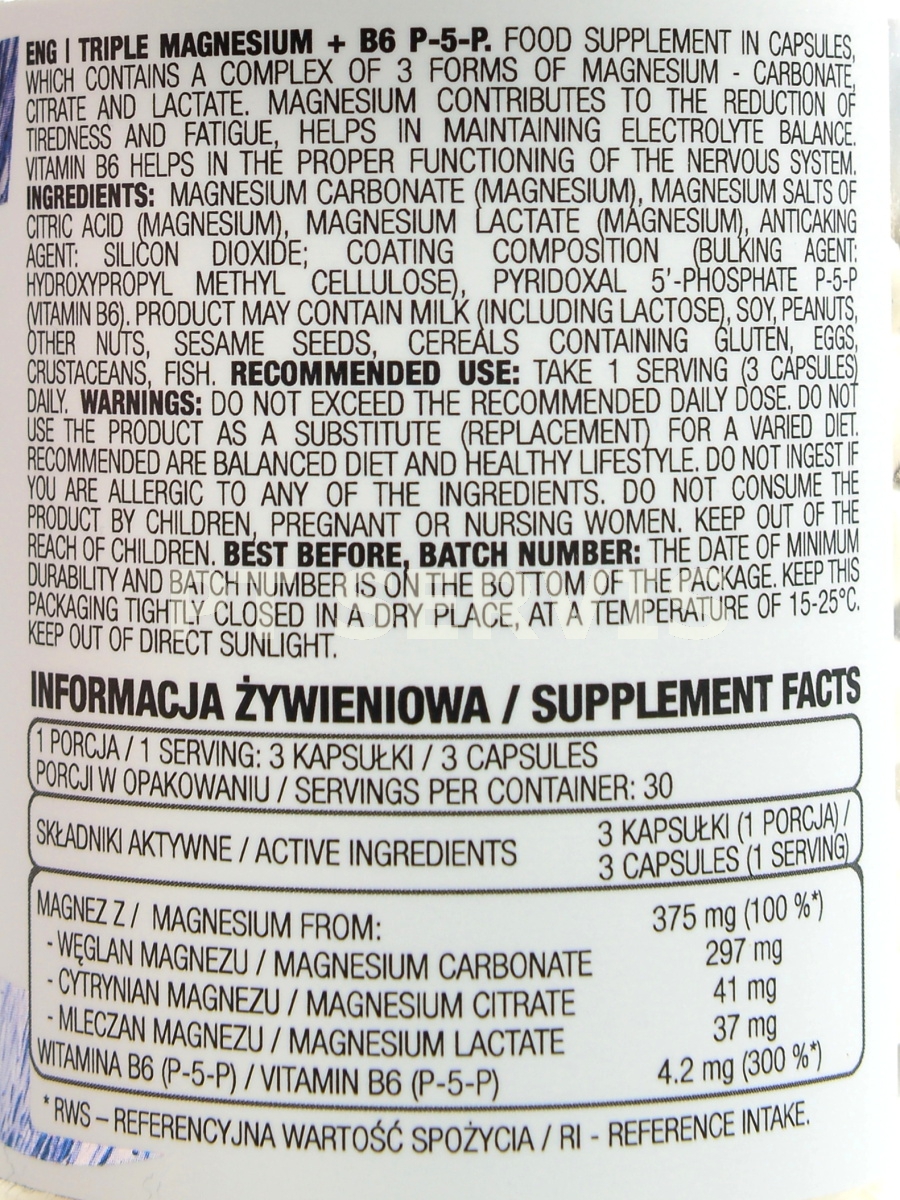 ENG | TRIPLE MAGNESIUM + B6 P-5-P. FOOD SUPPLEMENT IN CAPSULES,
WHICH CONTAINS A COMPLEX OF 3 FORMS OF MAGNESIUM - CARBONATE,
CITRATE AND LACTATE. MAGNESIUM CONTRIBUTES TO THE REDUCTION OF
TIREDNESS AND FATIGUE, HELPS IN MAINTAINING ELECTROLYTE BALANCE.
VITAMIN B6 HELPS IN THE PROPER FUNCTIONING OF THE NERVOUS SYSTEM.
INGREDIENTS: MAGNESIUM CARBONATE (MAGNESIUM), MAGNESIUM SALTS OF
CITRIC ACID (MAGNESIUM), MAGNESIUM LACTATE (MAGNESIUM), ANTICAKING
AGENT: SILICON DIOXIDE; COATING COMPOSITION (BULKING AGENT:
HYDROXYPROPYL METHYL CELLULOSE), PYRIDOXAL 5'-PHOSPHATE P-5-P
(VITAMIN B6). PRODUCT MAY CONTAIN MILK (INCLUDING LACTOSE), SOY, PEANUTS,
OTHER NUTS, SESAME SEEDS, CEREALS CONTAINING GLUTEN, EGGS,
CRUSTACEANS, FISH. RECOMMENDED USE: TAKE 1 SERVING (3 CAPSULES)
DAILY. WARNINGS: DO NOT EXCEED THE RECOMMENDED DAILY DOSE. DO NOT
USE THE PRODUCT AS A SUBSTITUTE (REPLACEMENT) FOR A VARIED DIET.
RECOMMENDED ARE BALANCED DIET AND HEALTHY LIFESTYLE. DO NOT INGEST IF
YOU ARE ALLERGIC TO ANY OF THE INGREDIENTS. DO NOT CONSUME THE
PRODUCT BY CHILDREN, PREGNANT OR NURSING WOMEN. KEEP OUT OF THE
REACH OF CHILDREN. BEST BEFORE, BATCH NUMBER: THE DATE OF MINIMUM
DURABILITY AND BATCH NUMBER IS ON THE BOTTOM OF THE PACKAGE. KEEP THIS
PACKAGING TIGHTLY CLOSED IN A DRY PLACE, AT A TEMPERATURE OF 15-25°C.
KEEP OUT OF DIRECT SUNLIGHT.
INFORMACJA ŻYWIENIOWA / SUPPLEMENT FACTS
1 PORCJA / 1 SERVING: 3 KAPSUŁKI / 3 CAPSULES
PORCJI W OPAKOWANIU / SERVINGS PER CONTAINER: 30
SKŁADNIKI AKTYWNE / ACTIVE INGREDIENTS 3 KAPSUŁKI (1 PORCJA) /
3 CAPSULES (1 SERVING)
MAGNEZ Z / MAGNESIUM FROM: 375 mg (100 %*)
- WĘGLAN MAGNEZU / MAGNESIUM CARBONATE 297 mg
- CYTRYNIAN MAGNEZU / MAGNESIUM CITRATE 41 mg
- MLECZAN MAGNEZU / MAGNESIUM LACTATE 37 mg
WITAMINA B6 (P-5-P) / VITAMIN B6 (P-5-P) 4.2 mg (300 %*)
* RWS – REFERENCYJNA WARTOŚĆ SPOŻYCIA / RI - REFERENCE INTAKE.